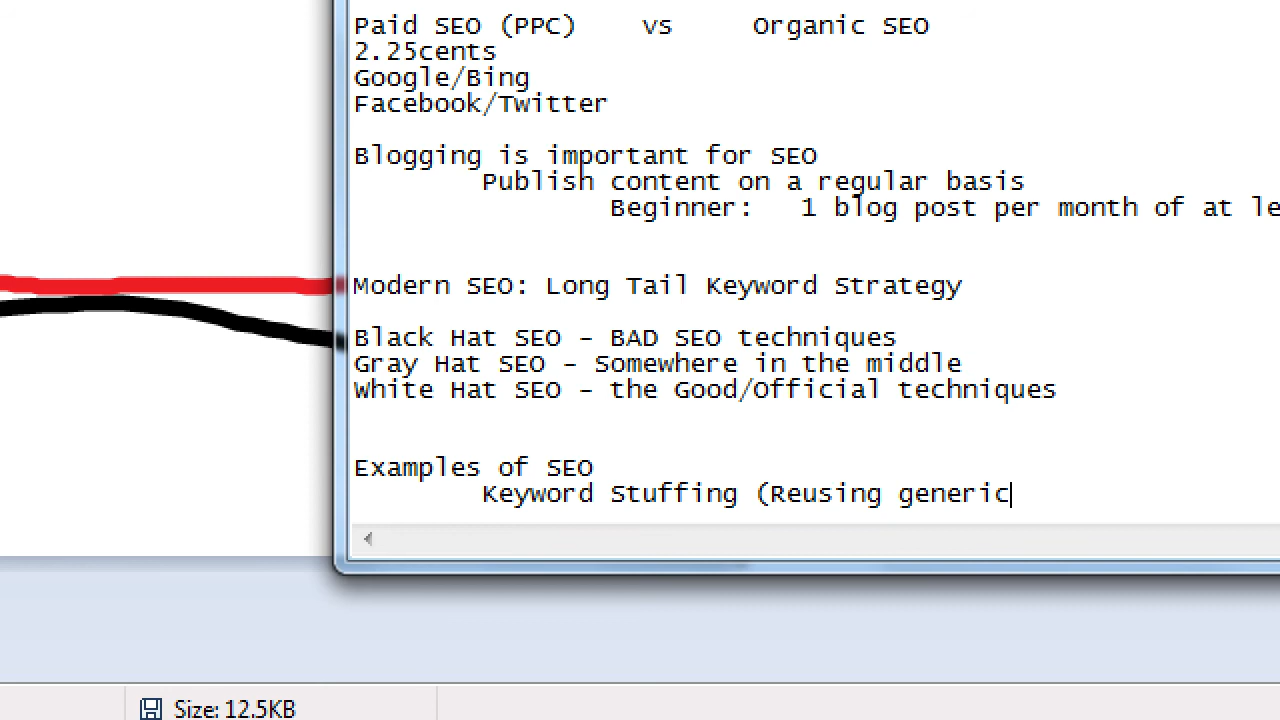 Paid SEO (PPC) vs Organic SEO
2.25cents
Google/Bing
Facebook/Twitter
Blogging is important for SEO
Publish content on a regular basis
Beginner: 1 blog post per month of at le
Modern SEO: Long Tail Keyword Strategy
Black Hat SEO - BAD SEO techniques
Gray Hat SEO - Somewhere in the middle
White Hat SEO - the Good/Official techniques
Examples of SEO
Keyword Stuffing (Reusing generic
Size: 12.5KB